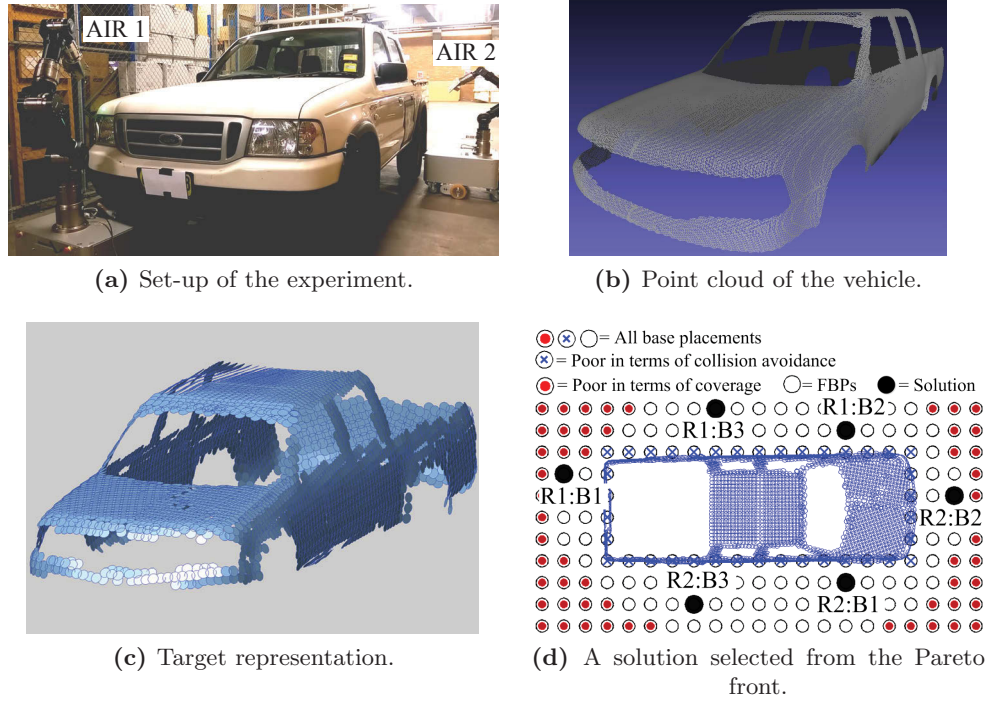 AIR 1
AIR 2
(a) Set-up of the experiment.
(b) Point cloud of the vehicle.
= All base placements
= Poor in terms of collision avoidance
= Poor in terms of coverage = FBPs = Solution
R1:B2
R1:B3
R1:B1
R2:B2
R2:B3
R2:B1
(c) Target representation.
(d) A solution selected from the Pareto
front.